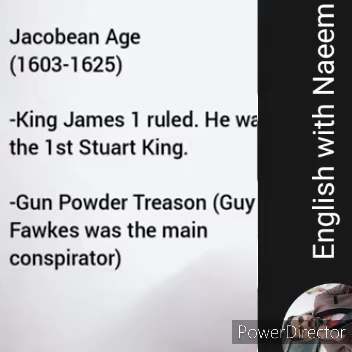 Jacobean Age
(1603-1625)
-King James 1 ruled. He
the 1st Stuart King.
-Gun Powder Treason (Guy
Fawkes was the main
conspirator)
English with Naeem
PowerDirector